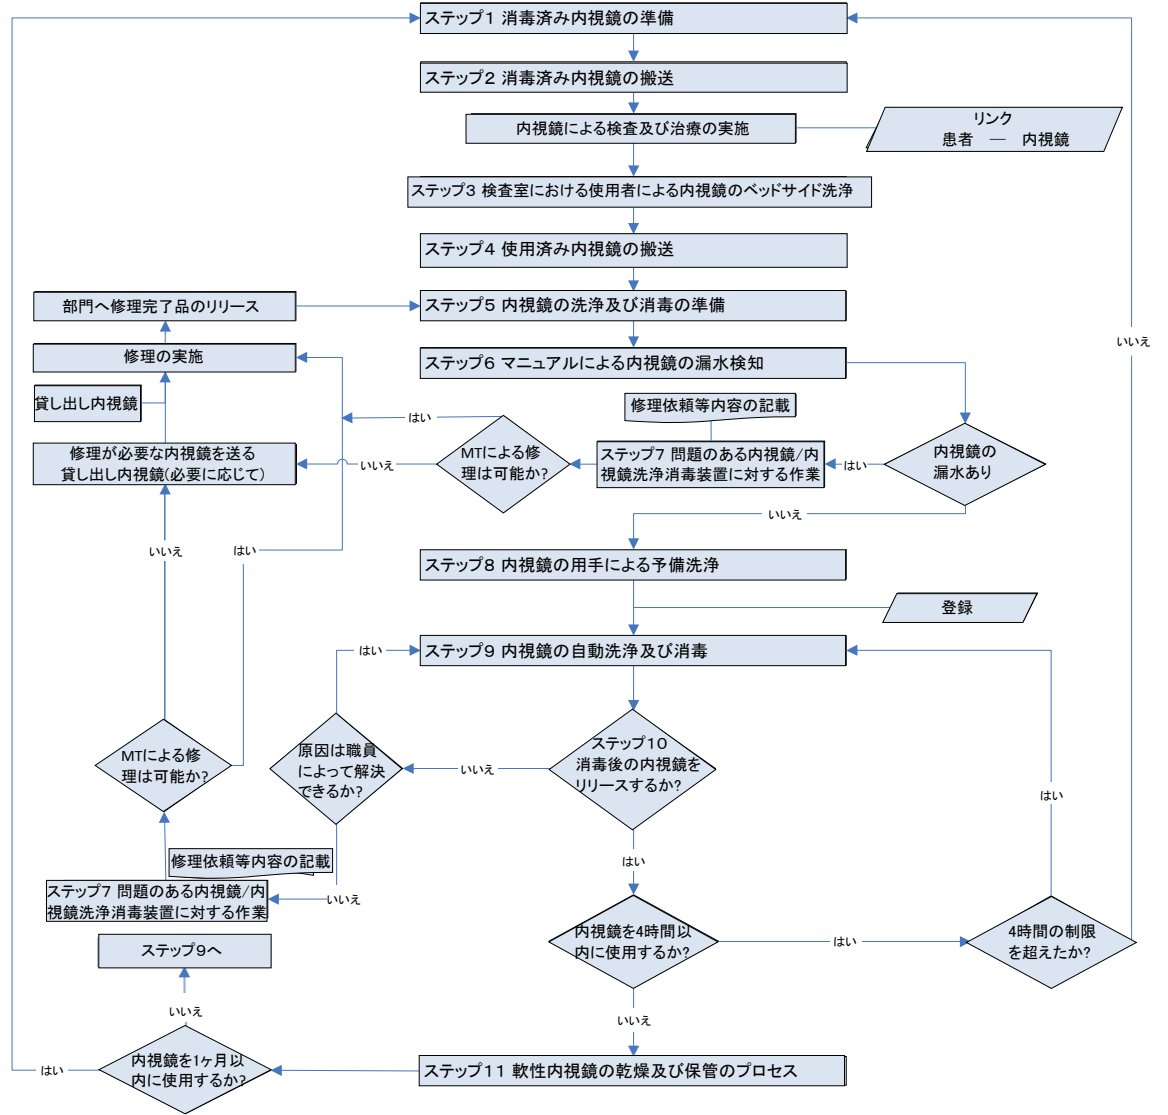 ステップ1 消毒済み内視鏡の準備
ステップ2 消毒済み内視鏡の搬送
内視鏡による検査及び治療の実施
リンク
患者 ― 内視鏡
ステップ3 検査室における使用者による内視鏡のベッドサイド洗浄
ステップ4 使用済み内視鏡の搬送
部門へ修理完了品のリリース
ステップ5 内視鏡の洗浄及び消毒の準備
いいえ
修理の実施
ステップ6 マニュアルによる内視鏡の漏水検知
貸し出し内視鏡
修理依頼等内容の記載
はい
修理が必要な内視鏡を送る
貸し出し内視鏡(必要に応じて)
いいえ
MTによる修
理は可能か?
ステップ7 問題のある内視鏡/内
視鏡洗浄消毒装置に対する作業
はい
内視鏡の
漏水あり
いいえ
いいえ
はい
ステップ8 内視鏡の用手による予備洗浄
登録
はい
ステップ9 内視鏡の自動洗浄及び消毒
MTによる修
理は可能か?
原因は職員
によって解決
できるか?
いいえ
ステップ10
消毒後の内視鏡を
リリースするか?
はい
はい
修理依頼等内容の記載
ステップ7 問題のある内視鏡/内
視鏡洗浄消毒装置に対する作業
いいえ
内視鏡を4時間以
内に使用するか?
はい
4時間の制限
を超えたか?
ステップ9へ
いいえ
いいえ
はい
内視鏡を1ヶ月以
内に使用するか?
ステップ11 軟性内視鏡の乾燥及び保管のプロセス